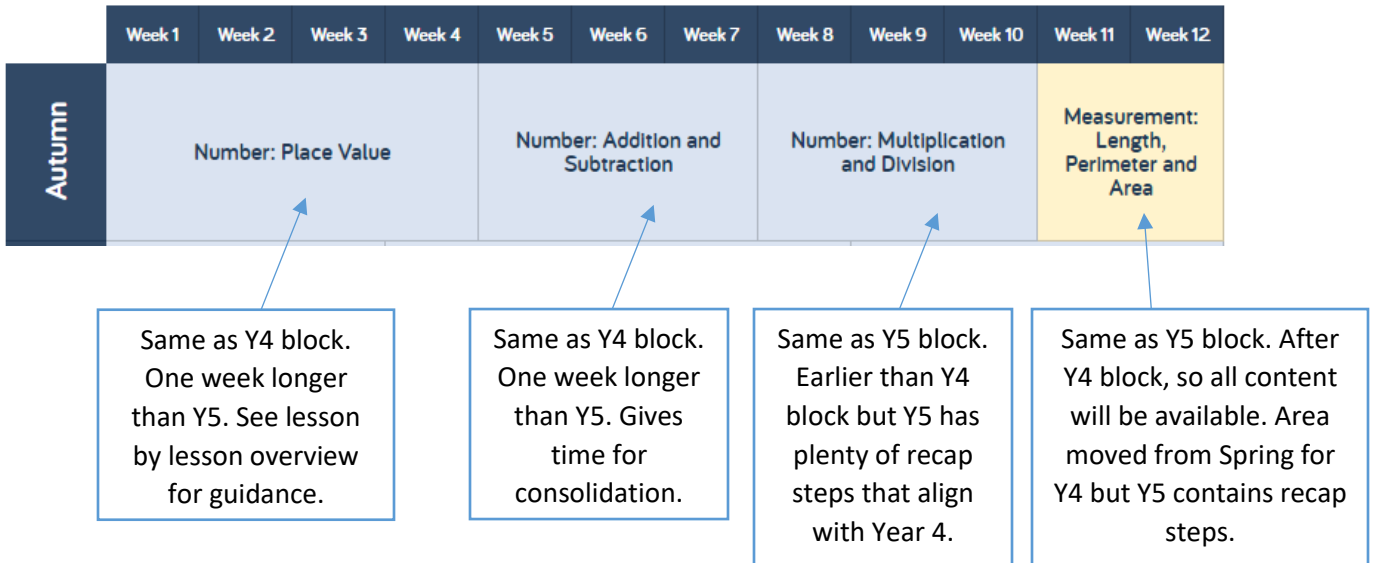 Week 1 Week 2 Week 3 Week 4 Week 5 Week 6 Week 7 Week 8 Week 9 Week 10 Week 11 Week 12
Autumn
Number: Place Value
Number: Addition and
Subtraction
Number: Multiplication
and Division
Measurement:
Length,
Perimeter and
Area
Same as Y4 block.
One week longer
than Y5. See lesson
by lesson overview
for guidance.
Same as Y4 block.
One week longer
than Y5. Gives
time for
consolidation.
Same as Y5 block.
Earlier than Y4
block but Y5 has
plenty of recap
steps that align
with Year 4.
Same as Y5 block. After
Y4 block, so all content
will be available. Area
moved from Spring for
Y4 but Y5 contains recap
steps.